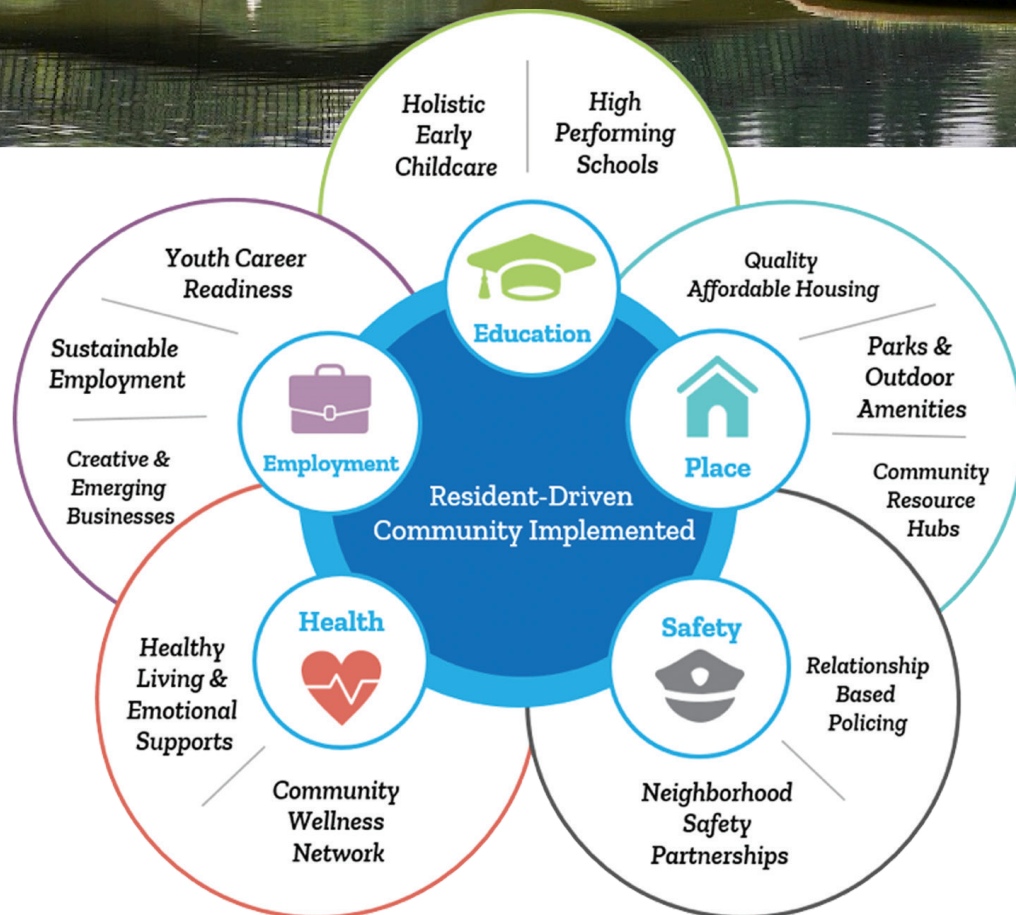 Holistic
Early
Childcare
High
Performing
Schools
Education
Quality
Affordable Housing
Parks &
Outdoor
Amenities
Community
Resource
Hubs
Place
Relationship
Based
Policing
Neighborhood
Safety
Partnerships
Safety
Community
Wellness
Network
Healthy
Living &
Emotional
Supports
Health
Creative &
Emerging
Businesses
Sustainable
Employment
Youth Career
Readiness
Employment
Resident-Driven
Community Implemented